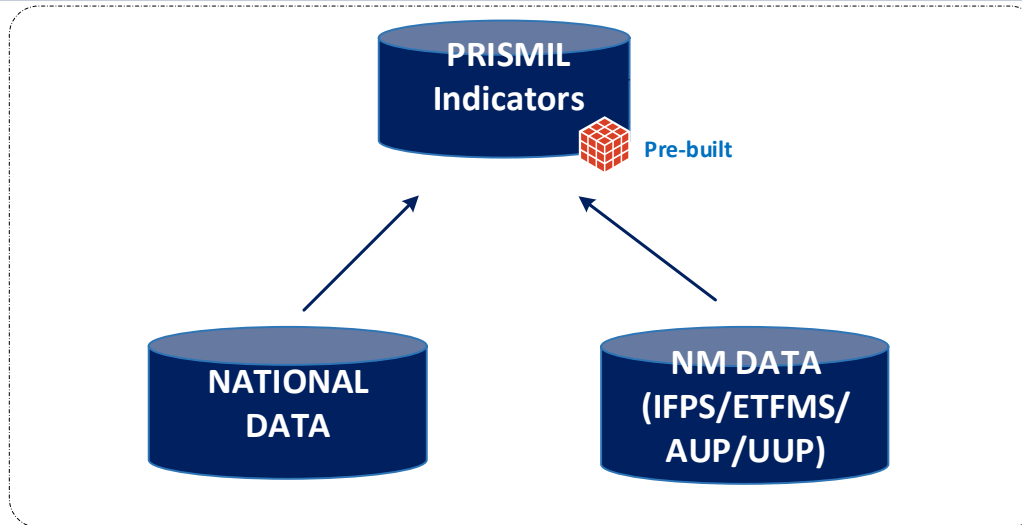 PRISMIL
Indicators
Pre-built
NATIONAL
DATA
NM DATA
(IFPS/ETFMS/
AUP/UUP)